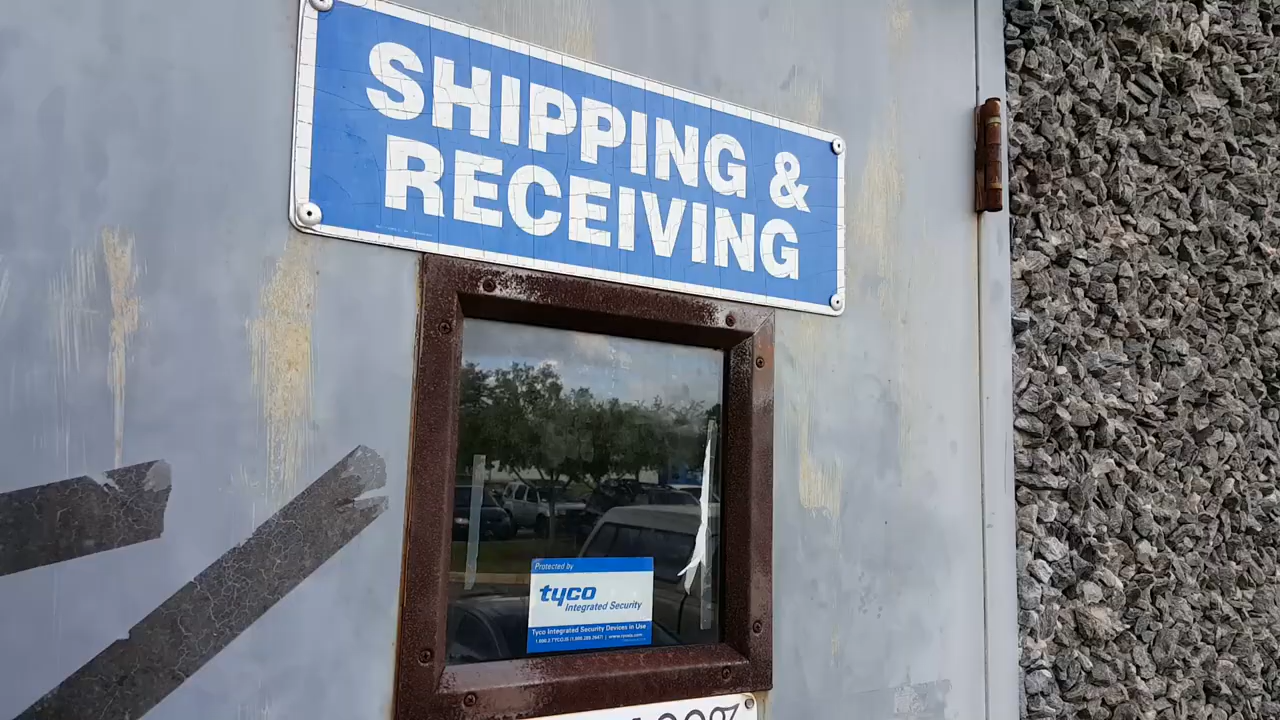 SHIPPING &
RECEIVING
Protected by
tyco
Integrated Security
Tyco Integrated Security Devices in Use